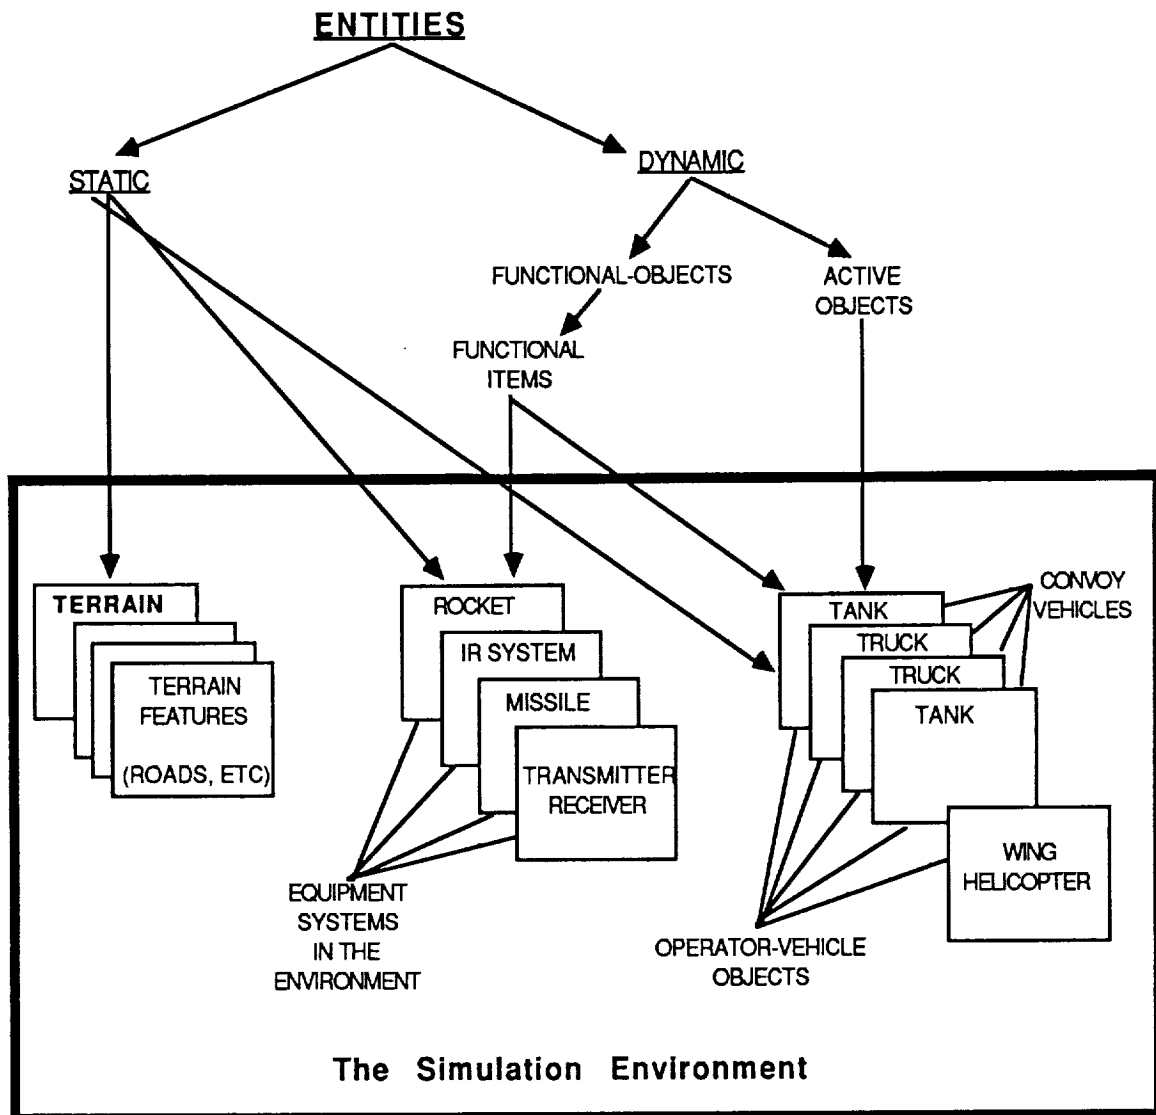 ENTITIES
STATIC
DYNAMIC
FUNCTIONAL-OBJECTS
ACTIVE
OBJECTS
FUNCTIONAL
ITEMS
TERRAIN
TERRAIN
FEATURES
(ROADS, ETC)
ROCKET
IR SYSTEM
MISSILE
TRANSMITTER
RECEIVER
EQUIPMENT
SYSTEMS
IN THE
ENVIRONMENT
TANK
TRUCK
TRUCK
TANK
WING
HELICOPTER
CONVOY
VEHICLES
OPERATOR-VEHICLE
OBJECTS
The Simulation Environment